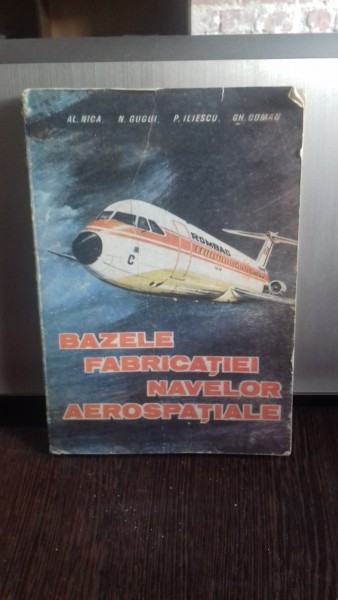 AL. NICA, N. GUGUI, P. ILIESCU, GH. COMAN
ROMBAC
C
BAZELE
FABRICAȚIEI
NAVELOR
AEROSPAȚIALE